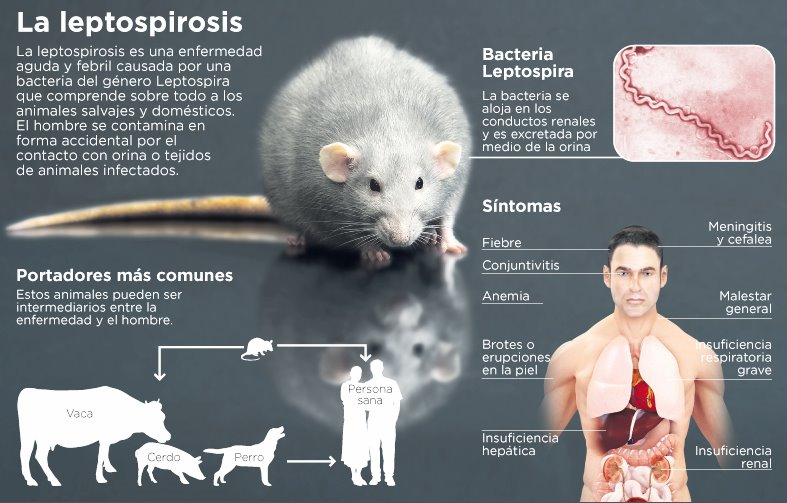 La leptospirosis
La leptospirosis es una enfermedad
aguda y febril causada por una
bacteria del género Leptospira
que comprende sobre todo a los
animales salvajes y domésticos.
El hombre se contamina en
forma accidental por el
contacto con orina o tejidos
de animales infectados.
Bacteria
Leptospira
La bacteria se
aloja en los
conductos renales
y es excretada por
medio de la orina
Portadores más comunes
Estos animales pueden ser
intermediarios entre la
enfermedad y el hombre.
Vaca
Cerdo
Perro
Persona
sana
Síntomas
Fiebre
Conjuntivitis
Anemia
Brotes o
erupciones
en la piel
Insuficiencia
hepática
Meningitis
y cefalea
Malestar
general
Insuficiencia
respiratoria
grave
Insuficiencia
renal